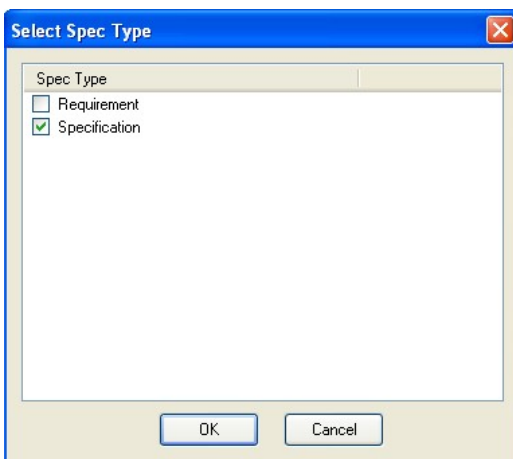 Select Spec Type
Spec Type
Requirement
Specification
OK Cancel